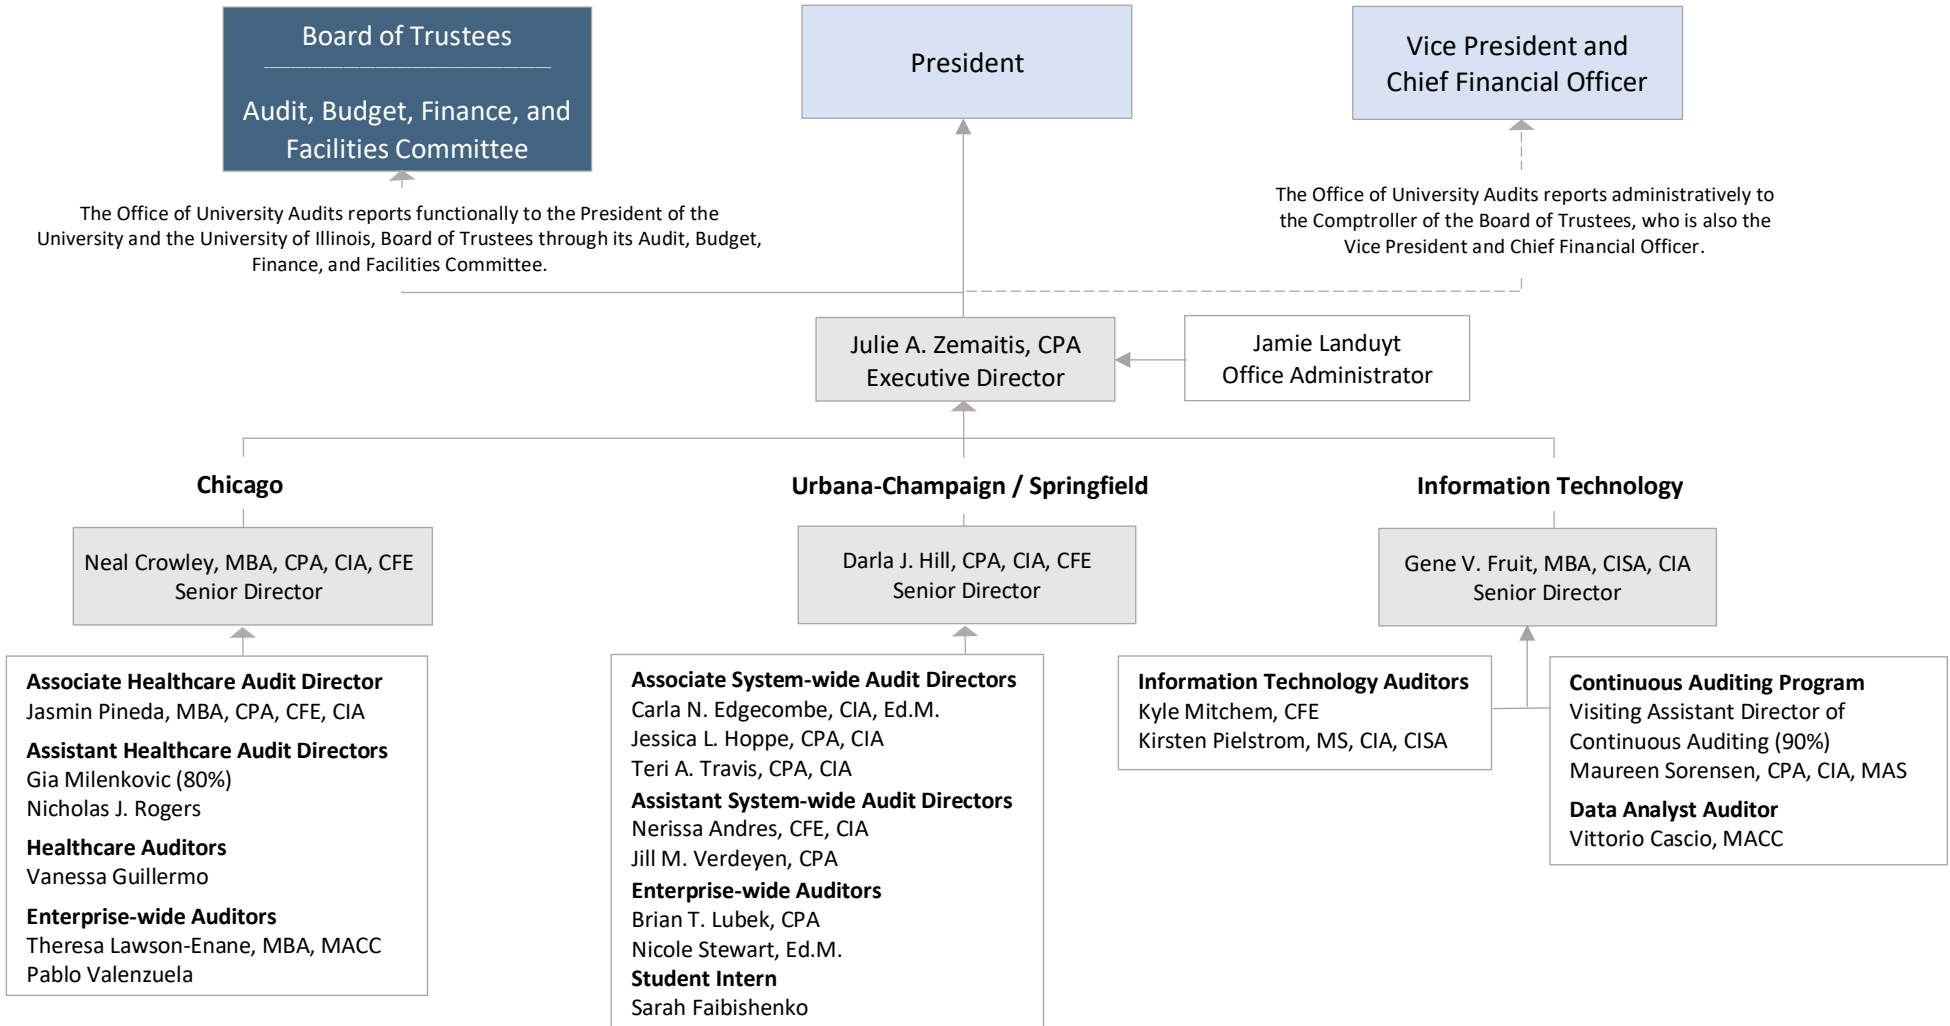 Board of Trustees
Audit, Budget, Finance, and
Facilities Committee
President
Vice President and
Chief Financial Officer
The Office of University Audits reports functionally to the President of the
University and the University of Illinois, Board of Trustees through its Audit, Budget,
Finance, and Facilities Committee.
The Office of University Audits reports administratively to
the Comptroller of the Board of Trustees, who is also the
Vice President and Chief Financial Officer.
Julie A. Zemaitis, CPA
Executive Director
Jamie Landuyt
Office Administrator
Chicago
Neal Crowley, MBA, CPA, CIA, CFE
Senior Director
Associate Healthcare Audit Director
Jasmin Pineda, MBA, CPA, CFE, CIA
Assistant Healthcare Audit Directors
Gia Milenkovic (80%)
Nicholas J. Rogers
Healthcare Auditors
Vanessa Guillermo
Enterprise-wide Auditors
Theresa Lawson-Enane, MBA, MACC
Pablo Valenzuela
Urbana-Champaign / Springfield
Darla J. Hill, CPA, CIA, CFE
Senior Director
Associate System-wide Audit Directors
Carla N. Edgecombe, CIA, Ed.M.
Jessica L. Hoppe, CPA, CIA
Teri A. Travis, CPA, CIA
Assistant System-wide Audit Directors
Nerissa Andres, CFE, CIA
Jill M. Verdeyen, CPA
Enterprise-wide Auditors
Brian T. Lubek, CPA
Nicole Stewart, Ed.M.
Student Intern
Sarah Faibishenko
Information Technology
Gene V. Fruit, MBA, CISA, CIA
Senior Director
Information Technology Auditors
Kyle Mitchem, CFE
Kirsten Pielstrom, MS, CIA, CISA
Continuous Auditing Program
Visiting Assistant Director of
Continuous Auditing (90%)
Maureen Sorensen, CPA, CIA, MAS
Data Analyst Auditor
Vittorio Cascio, MACC